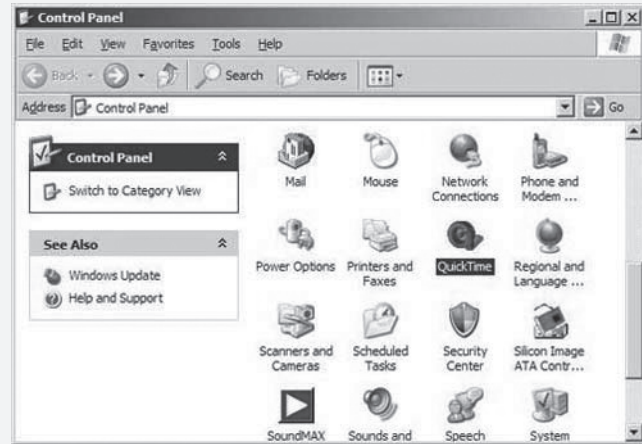 Control Panel
File Edit View Favorites Tools Help
Back Search Folders
Address Control Panel Go
Control Panel
Switch to Category View
See Also
Windows Update
Help and Support
Mail Mouse Network Connections Phone and Modem ...
Power Options Printers and Faxes QuickTime Regional and Language ...
Scanners and Cameras Scheduled Tasks Security Center Silicon Image ATA Contr...
SoundMAX Sounds and Speech System